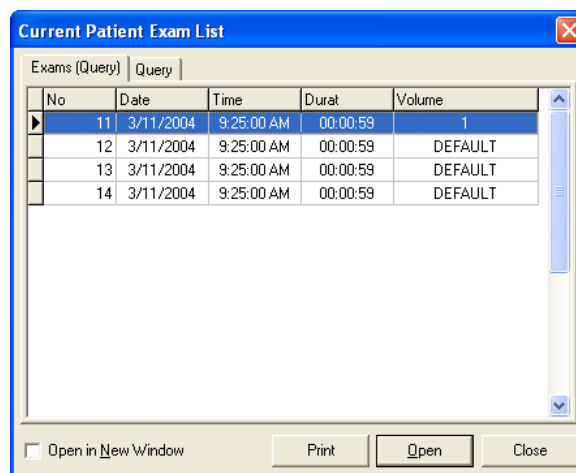 Current Patient Exam List
Exams (Query) Query
No Date Time Durat Volume
11 3/11/2004 9:25:00 AM 00:00:59 1
12 3/11/2004 9:25:00 AM 00:00:59 DEFAULT
13 3/11/2004 9:25:00 AM 00:00:59 DEFAULT
14 3/11/2004 9:25:00 AM 00:00:59 DEFAULT
Open in New Window Print Open Close